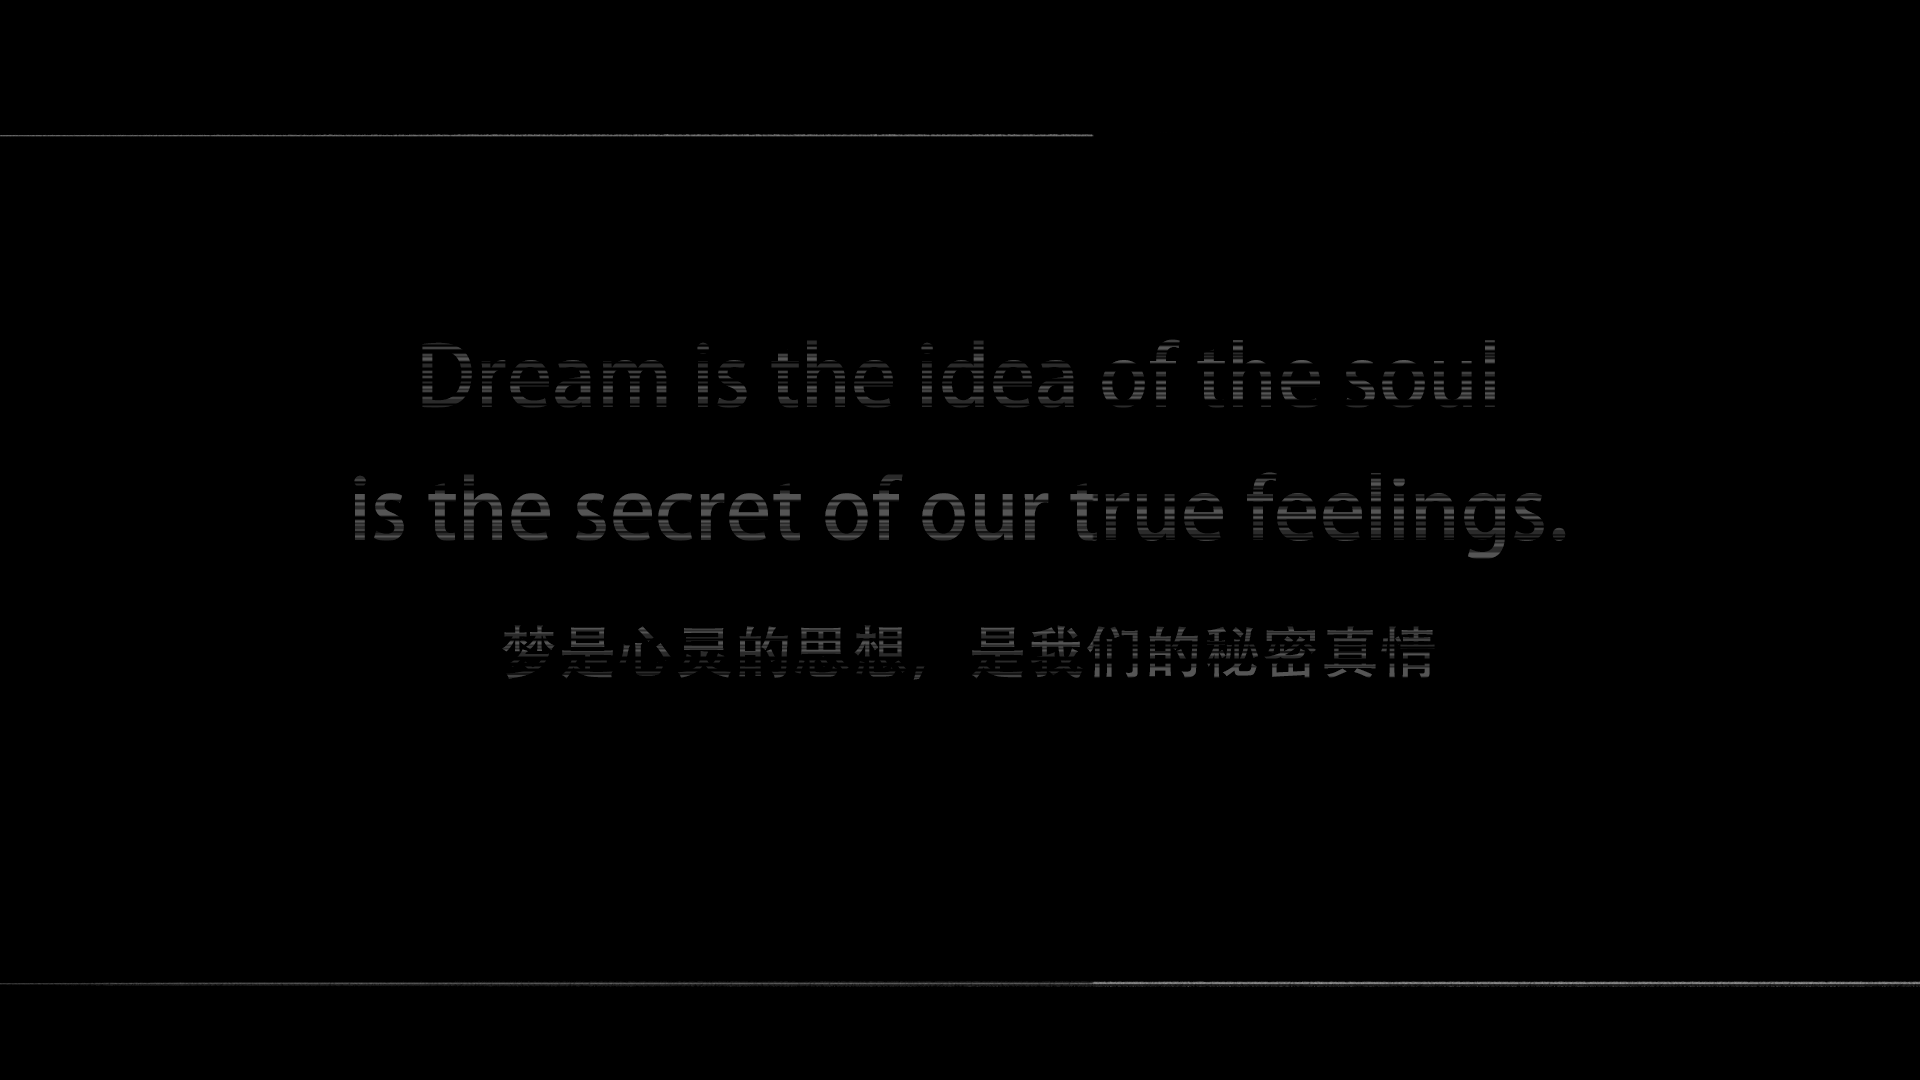 Dream is the idea of the soul
is the secret of our true feelings.
梦是心灵的思想，是我们的秘密真情